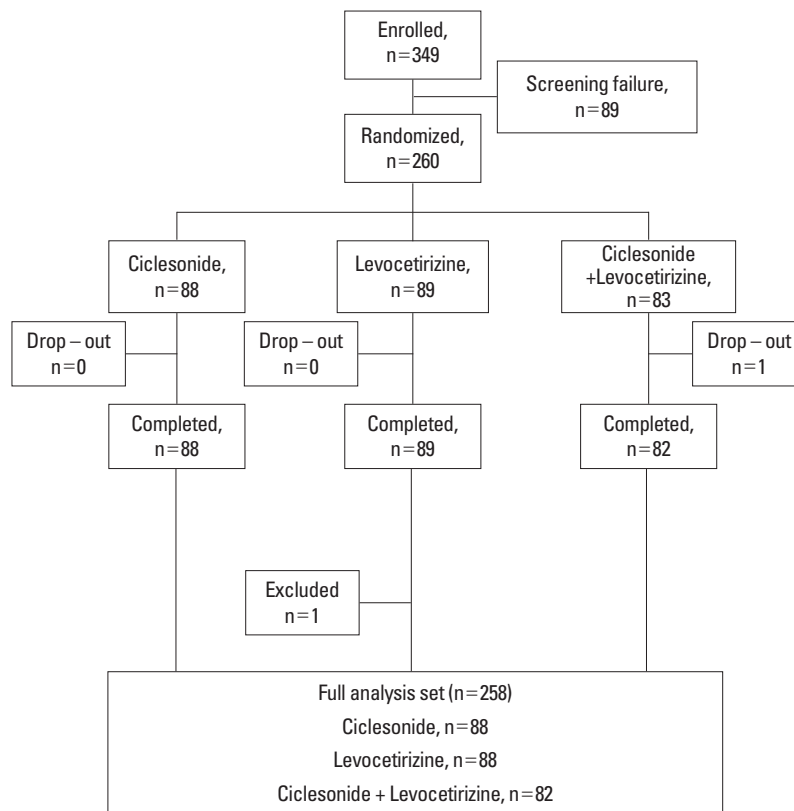 Enrolled,
n=349
Screening failure,
n=89
Randomized,
n=260
Ciclesonide,
n=88
Levocetirizine,
n=89
Ciclesonide
+Levocetirizine,
n=83
Drop – out
n=0
Drop – out
n=0
Drop – out
n=1
Completed,
n=88
Completed,
n=89
Completed,
n=82
Excluded
n=1
Full analysis set (n=258)
Ciclesonide, n=88
Levocetirizine, n=88
Ciclesonide + Levocetirizine, n=82